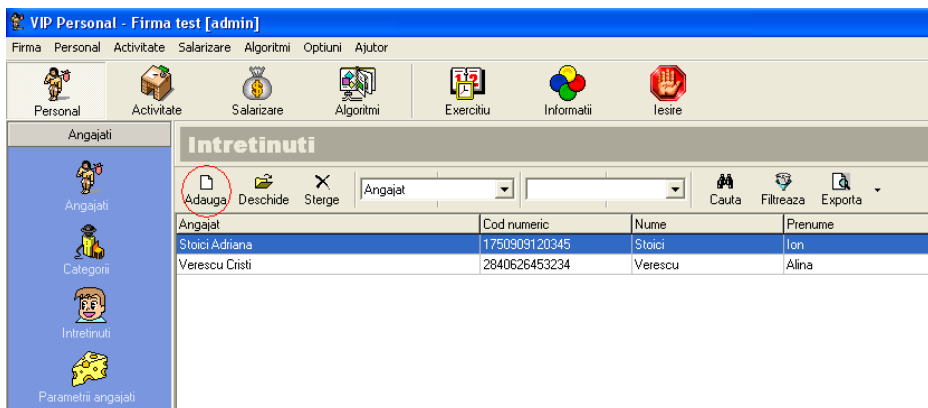 VIP Personal - Firma test [admin]
Firma Personal Activitate Salarizare Algoritmi Optiuni Ajutor
Personal Activitate Salarizare Algoritmi Exercitiu Informatii Iesire
Angajati
Intretinuti
Adauga Deschide Sterge Angajat Cauta Filtreaza Exporta
Angajat Cod numeric Nume Prenume
Stoici Adriana 1750909120345 Stoici Ion
Verescu Cristi 2840626453234 Verescu Alina
Angajati
Categorii
Intretinuti
Parametrii angajati